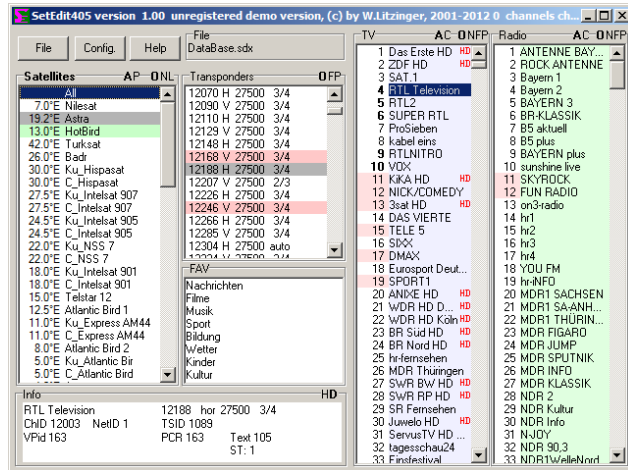 SetEdit405 version 1.00 unregistered demo version, (c) by W.Litzinger, 2001-2012 0 channels ch...
File Config. Help
File
DataBase.sdx
Satellites AP ONL
All
7.0°E Nilesat
19.2°E Astra
13.0°E HotBird
42.0°E Turksat
26.0°E Badr
30.0°E Ku_Hispasat
30.0°E C_Hispasat
27.5°E Ku_Intelsat 907
27.5°E C_Intelsat 907
24.5°E Ku_Intelsat 905
24.5°E C_Intelsat 905
22.0°E Ku_NSS 7
22.0°E C_NSS 7
18.0°E Ku_Intelsat 901
18.0°E C_Intelsat 901
15.0°E Telstar 12
12.5°E Atlantic Bird 1
11.0°E Ku_Express AM44
11.0°E C_Express AM44
8.0°E Atlantic Bird 2
5.0°E Ku_Atlantic Bir
5.0°E C_Atlantic Bird
Transponders OFP
12070 H 27500 3/4
12090 V 27500 3/4
12110 H 27500 3/4
12129 V 27500 3/4
12148 H 27500 3/4
12168 V 27500 3/4
12188 H 27500 3/4
12207 V 27500 2/3
12226 H 27500 3/4
12246 V 27500 3/4
12266 H 27500 3/4
12285 V 27500 3/4
12304 H 27500 auto
12324 V 27500 3/4
FAV
Nachrichten
Filme
Musik
Sport
Bildung
Wetter
Kinder
Kultur
TV AC ONFP
1 Das Erste HD HD
2 ZDF HD HD
3 SAT.1
4 RTL Television
5 RTL2
6 SUPER RTL
7 ProSieben
8 kabel eins
9 RTLNITRO
10 VOX
11 KiKA HD HD
12 NICK/COMEDY
13 3sat HD HD
14 DAS VIERTE
15 TELE 5
16 SIXX
17 DMAX
18 Eurosport Deut...
19 SPORT1
20 ANIXE HD HD
21 WDR HD D... HD
22 WDR HD Köln HD
23 BR Süd HD HD
24 BR Nord HD HD
25 hr-fernsehen
26 MDR Thüringen
27 SWR BW HD HD
28 SWR RP HD HD
29 SR Fernsehen
30 Juwelo HD HD
31 ServusTV HD ...
32 tagesschau24
33 Einsfestival
Radio AC ONFP
1 ANTENNE BAY...
2 ROCK ANTENNE
3 Bayern 1
4 Bayern 2
5 BAYERN 3
6 BR-KLASSIK
7 B5 aktuell
8 B5 plus
9 BAYERN plus
10 sunshine live
11 SKYROCK
12 FUN RADIO
13 on3-radio
14 hr1
15 hr2
16 hr3
17 hr4
18 YOU FM
19 hr-iNFO
20 MDR1 SACHSEN
21 MDR1 SA-ANH...
22 MDR1 THÜRIN...
23 MDR FIGARO
24 MDR JUMP
25 MDR SPUTNIK
26 MDR INFO
27 MDR KLASSIK
28 NDR 2
29 NDR Kultur
30 NDR Info
31 N-JOY
32 NDR 90,3
33 NDR1WelleNord
Info HD
RTL Television 12188 hor 27500 3/4
ChID 12003 NetID 1 TSID 1089
VPid 163 PCR 163 Text 105
ST: 1